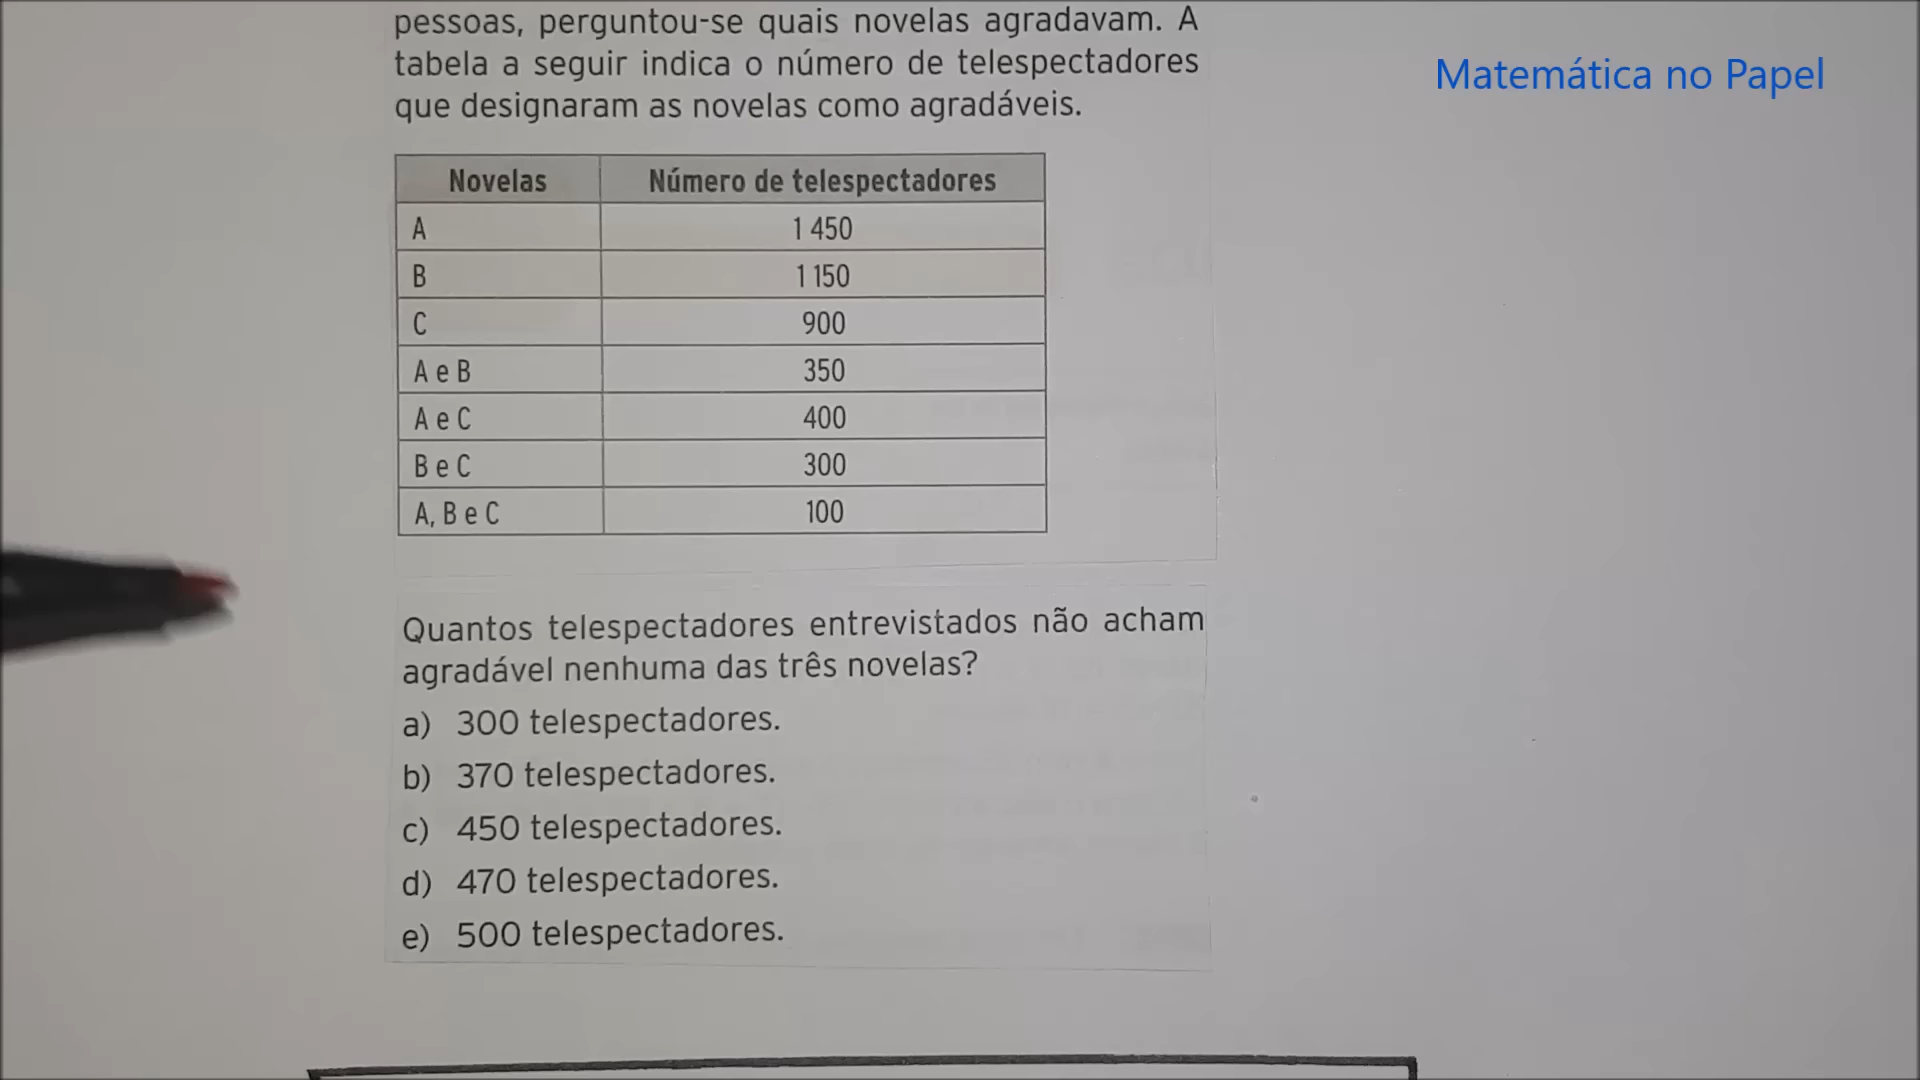 pessoas, perguntou-se quais novelas agradavam. A
tabela a seguir indica o número de telespectadores
que designaram as novelas como agradáveis.
Matemática no Papel
Novelas Número de telespectadores
A 1 450
B 1 150
C 900
A e B 350
A e C 400
B e C 300
A, B e C 100
Quantos telespectadores entrevistados não acham
agradável nenhuma das três novelas?
a) 300 telespectadores.
b) 370 telespectadores.
c) 450 telespectadores.
d) 470 telespectadores.
e) 500 telespectadores.